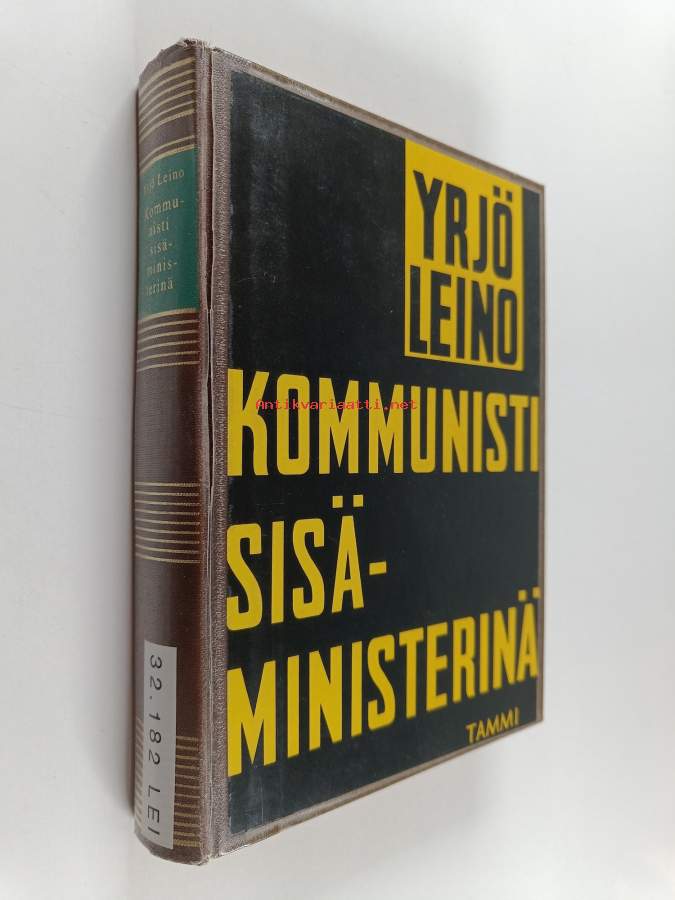 Yrjö Leino
Kommu-
nisti
sisä-
minis-
terinä
32.182 LEI
YRJÖ
LEINO
KOMMUNISTI
SISÄ-
MINISTERINÄ
TAMMI
Antikvariaatti.net